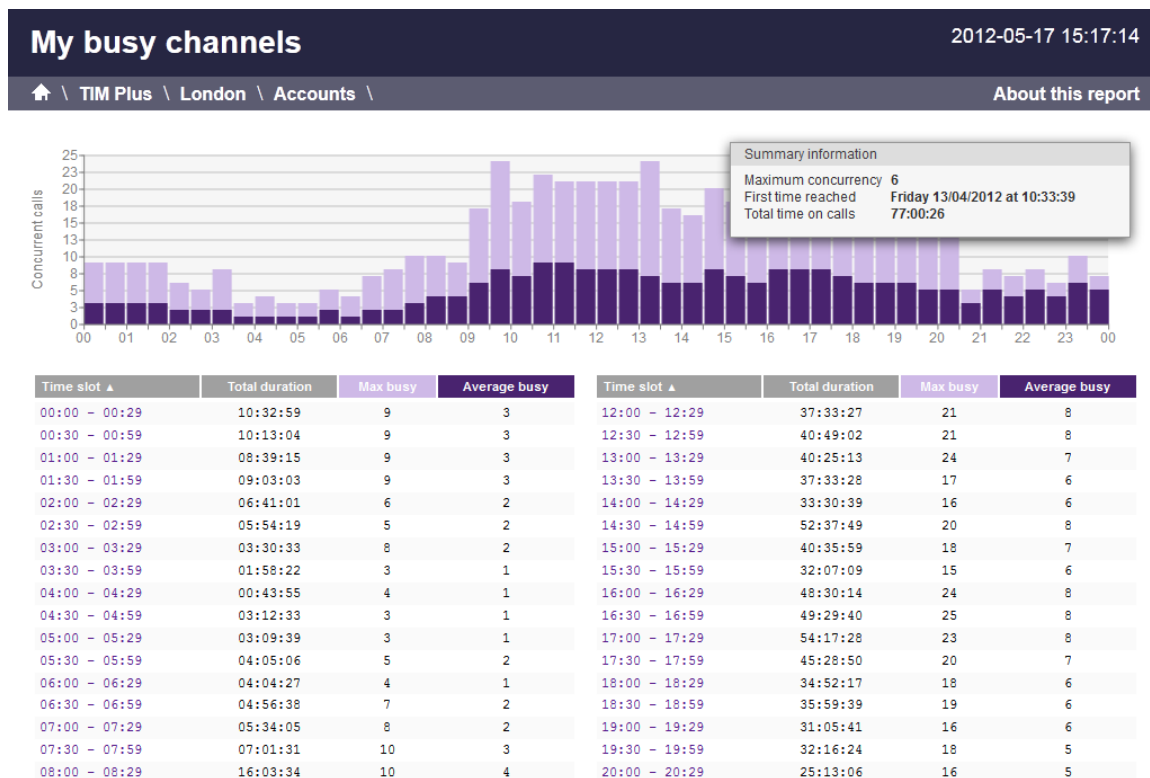 My busy channels
2012-05-17 15:17:14
\ TIM Plus \ London \ Accounts \
About this report
Concurrent calls
25
23
20
18
15
13
10
8
5
3
0
00 01 02 03 04 05 06 07 08 09 10 11 12 13 14 15 16 17 18 19 20 21 22 23 00
Summary information
Maximum concurrency 6
First time reached Friday 13/04/2012 at 10:33:39
Total time on calls 77:00:26
Time slot ▲ Total duration Max busy Average busy
00:00 - 00:29 10:32:59 9 3
00:30 - 00:59 10:13:04 9 3
01:00 - 01:29 08:39:15 9 3
01:30 - 01:59 09:03:03 9 3
02:00 - 02:29 06:41:01 6 2
02:30 - 02:59 05:54:19 5 2
03:00 - 03:29 03:30:33 8 2
03:30 - 03:59 01:58:22 3 1
04:00 - 04:29 00:43:55 4 1
04:30 - 04:59 03:12:33 3 1
05:00 - 05:29 03:09:39 3 1
05:30 - 05:59 04:05:06 5 2
06:00 - 06:29 04:04:27 4 1
06:30 - 06:59 04:56:38 7 2
07:00 - 07:29 05:34:05 8 2
07:30 - 07:59 07:01:31 10 3
08:00 - 08:29 16:03:34 10 4
Time slot ▲ Total duration Max busy Average busy
12:00 - 12:29 37:33:27 21 8
12:30 - 12:59 40:49:02 21 8
13:00 - 13:29 40:25:13 24 7
13:30 - 13:59 37:33:28 17 6
14:00 - 14:29 33:30:39 16 6
14:30 - 14:59 52:37:49 20 8
15:00 - 15:29 40:35:59 18 7
15:30 - 15:59 32:07:09 15 6
16:00 - 16:29 48:30:14 24 8
16:30 - 16:59 49:29:40 25 8
17:00 - 17:29 54:17:28 23 8
17:30 - 17:59 45:28:50 20 7
18:00 - 18:29 34:52:17 18 6
18:30 - 18:59 35:59:39 19 6
19:00 - 19:29 31:05:41 16 6
19:30 - 19:59 32:16:24 18 5
20:00 - 20:29 25:13:06 16 5